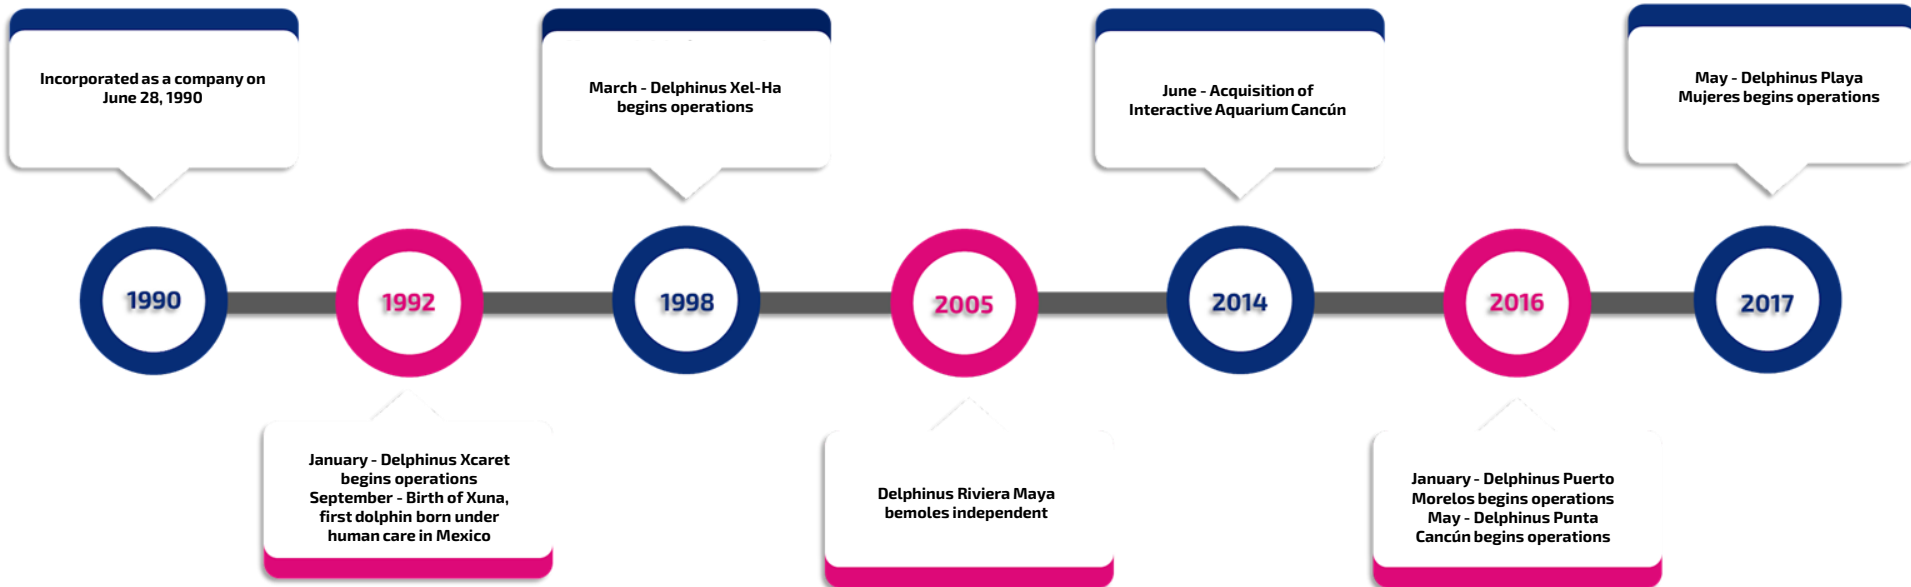 Incorporated as a company on
June 28, 1990
March - Delphinus Xel-Ha
begins operations
June - Acquisition of
Interactive Aquarium Cancún
May - Delphinus Playa
Mujeres begins operations
1990
1992
1998
2005
2014
2016
2017
January - Delphinus Xcaret
begins operations
September - Birth of Xuna,
first dolphin born under
human care in Mexico
Delphinus Riviera Maya
bemoles independent
January - Delphinus Puerto
Morelos begins operations
May - Delphinus Punta
Cancún begins operations